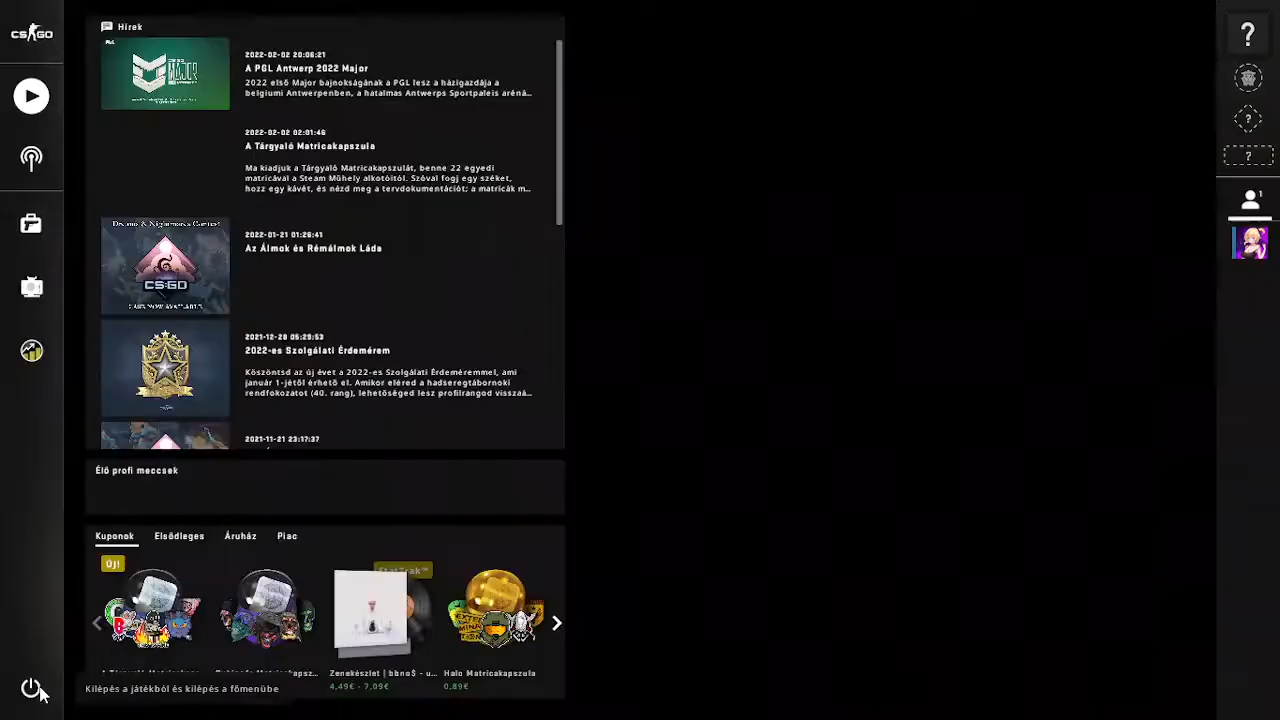 CS GO
Hírek
2022-02-02 20:06:21
A PGL Antwerp 2022 Major
2022 első Major bajnokságának a PGL lesz a házigazdája a
belgiumi Antwerpenben, a hatalmas Antwerps Sportpaleis aréná...
2022-02-02 02:01:46
A Tárgyaló Matricakapszula
Ma kiadjuk a Tárgyaló Matricakapszulát, benne 22 egyedi
matricával a Steam Műhely alkotóitól. Szóval fogj egy széket,
hozz egy kávét, és nézd meg a tervdokumentációt; a matricák m...
2022-01-21 01:26:41
Az Álmok és Rémálmok Láda
CS:GO
2021-12-28 05:29:53
2022-es Szolgálati Érdemérem
Köszöntsd az új évet a 2022-es Szolgálati Érdeméremmel, ami
január 1-jétől érhető el. Amikor eléred a hadseregtábornoki
rendfokozatot (40. rang), lehetőséged lesz profilrangod visszaá...
2021-11-21 23:17:37
Élő profi meccsek
Kuponok Elsődleges Áruház Piac
Új!
StatTrak™
Zenekészlet | bbno$ - u... Halo Matricakapszula
4,49€ - 7,09€ 0,89€
Kilépés a játékból és kilépés a főmenübe
?
?
?
1